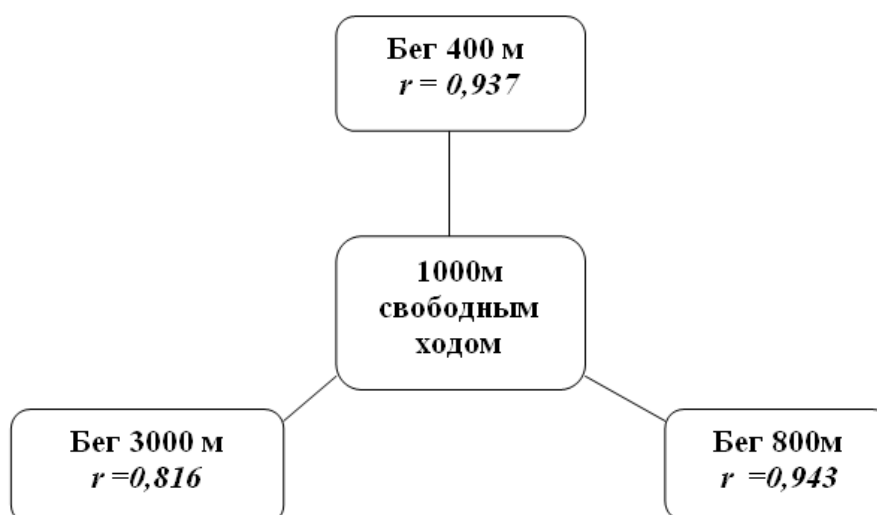 Бег 400 м
r = 0,937
1000м
свободным
ходом
Бег 3000 м
r =0,816
Бег 800м
r =0,943